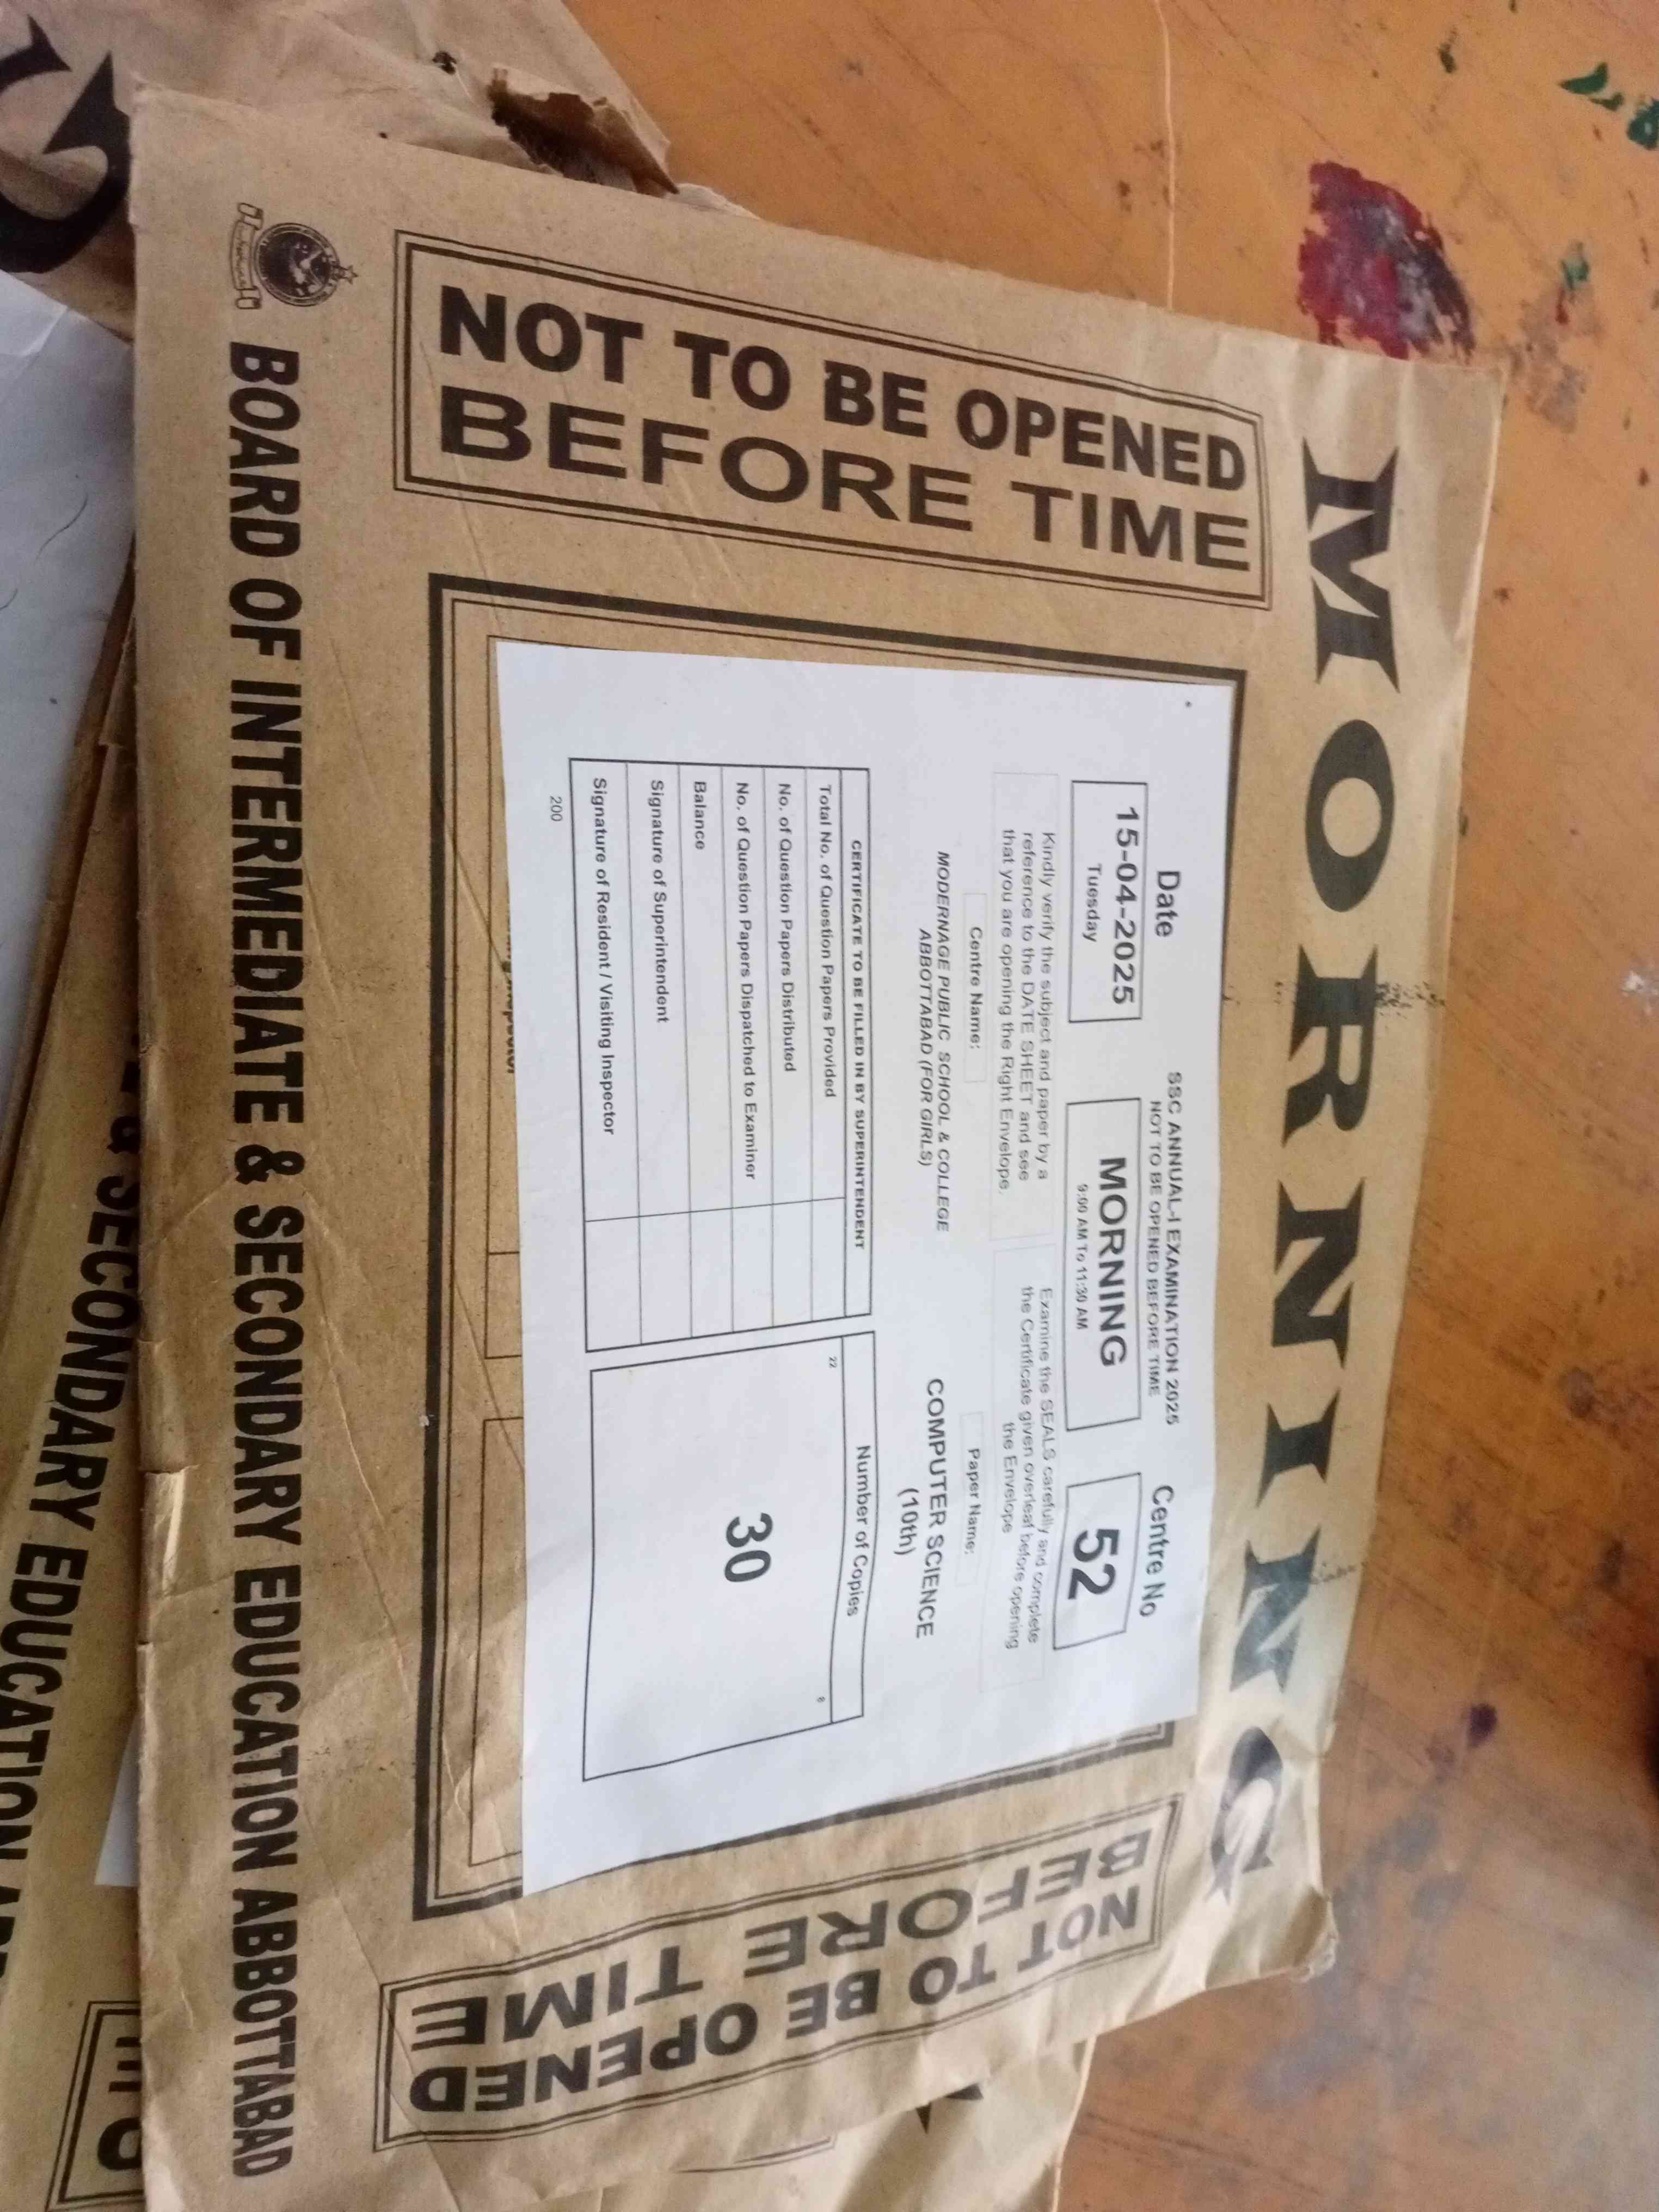 MORNING
NOT TO BE OPENED
BEFORE TIME
Date
15-04-2025
Tuesday
SSC ANNUAL-I EXAMINATION 2025
NOT TO BE OPENED BEFORE TIME
MORNING
9:00 AM To 11:30 AM
Centre No
52
Kindly verify the subject and paper by a
reference to the DATE SHEET and see
that you are opening the Right Envelope.
Examine the SEALS carefully and complete
the Certificate given overleaf before opening
the Envelope
Centre Name:
MODERNAGE PUBLIC SCHOOL & COLLEGE
ABBOTTABAD (FOR GIRLS)
Paper Name:
COMPUTER SCIENCE
(10th)
CERTIFICATE TO BE FILLED IN BY SUPERINTENDENT
Total No. of Question Papers Provided
No. of Question Papers Distributed
No. of Question Papers Dispatched to Examiner
Balance
Signature of Superintendent
Signature of Resident / Visiting Inspector
200
Number of Copies
22
30
NOT TO BE OPENED
BEFORE TIME
BOARD OF INTERMEDIATE & SECONDARY EDUCATION ABBOTTABAD
& SECONDARY EDUCATION